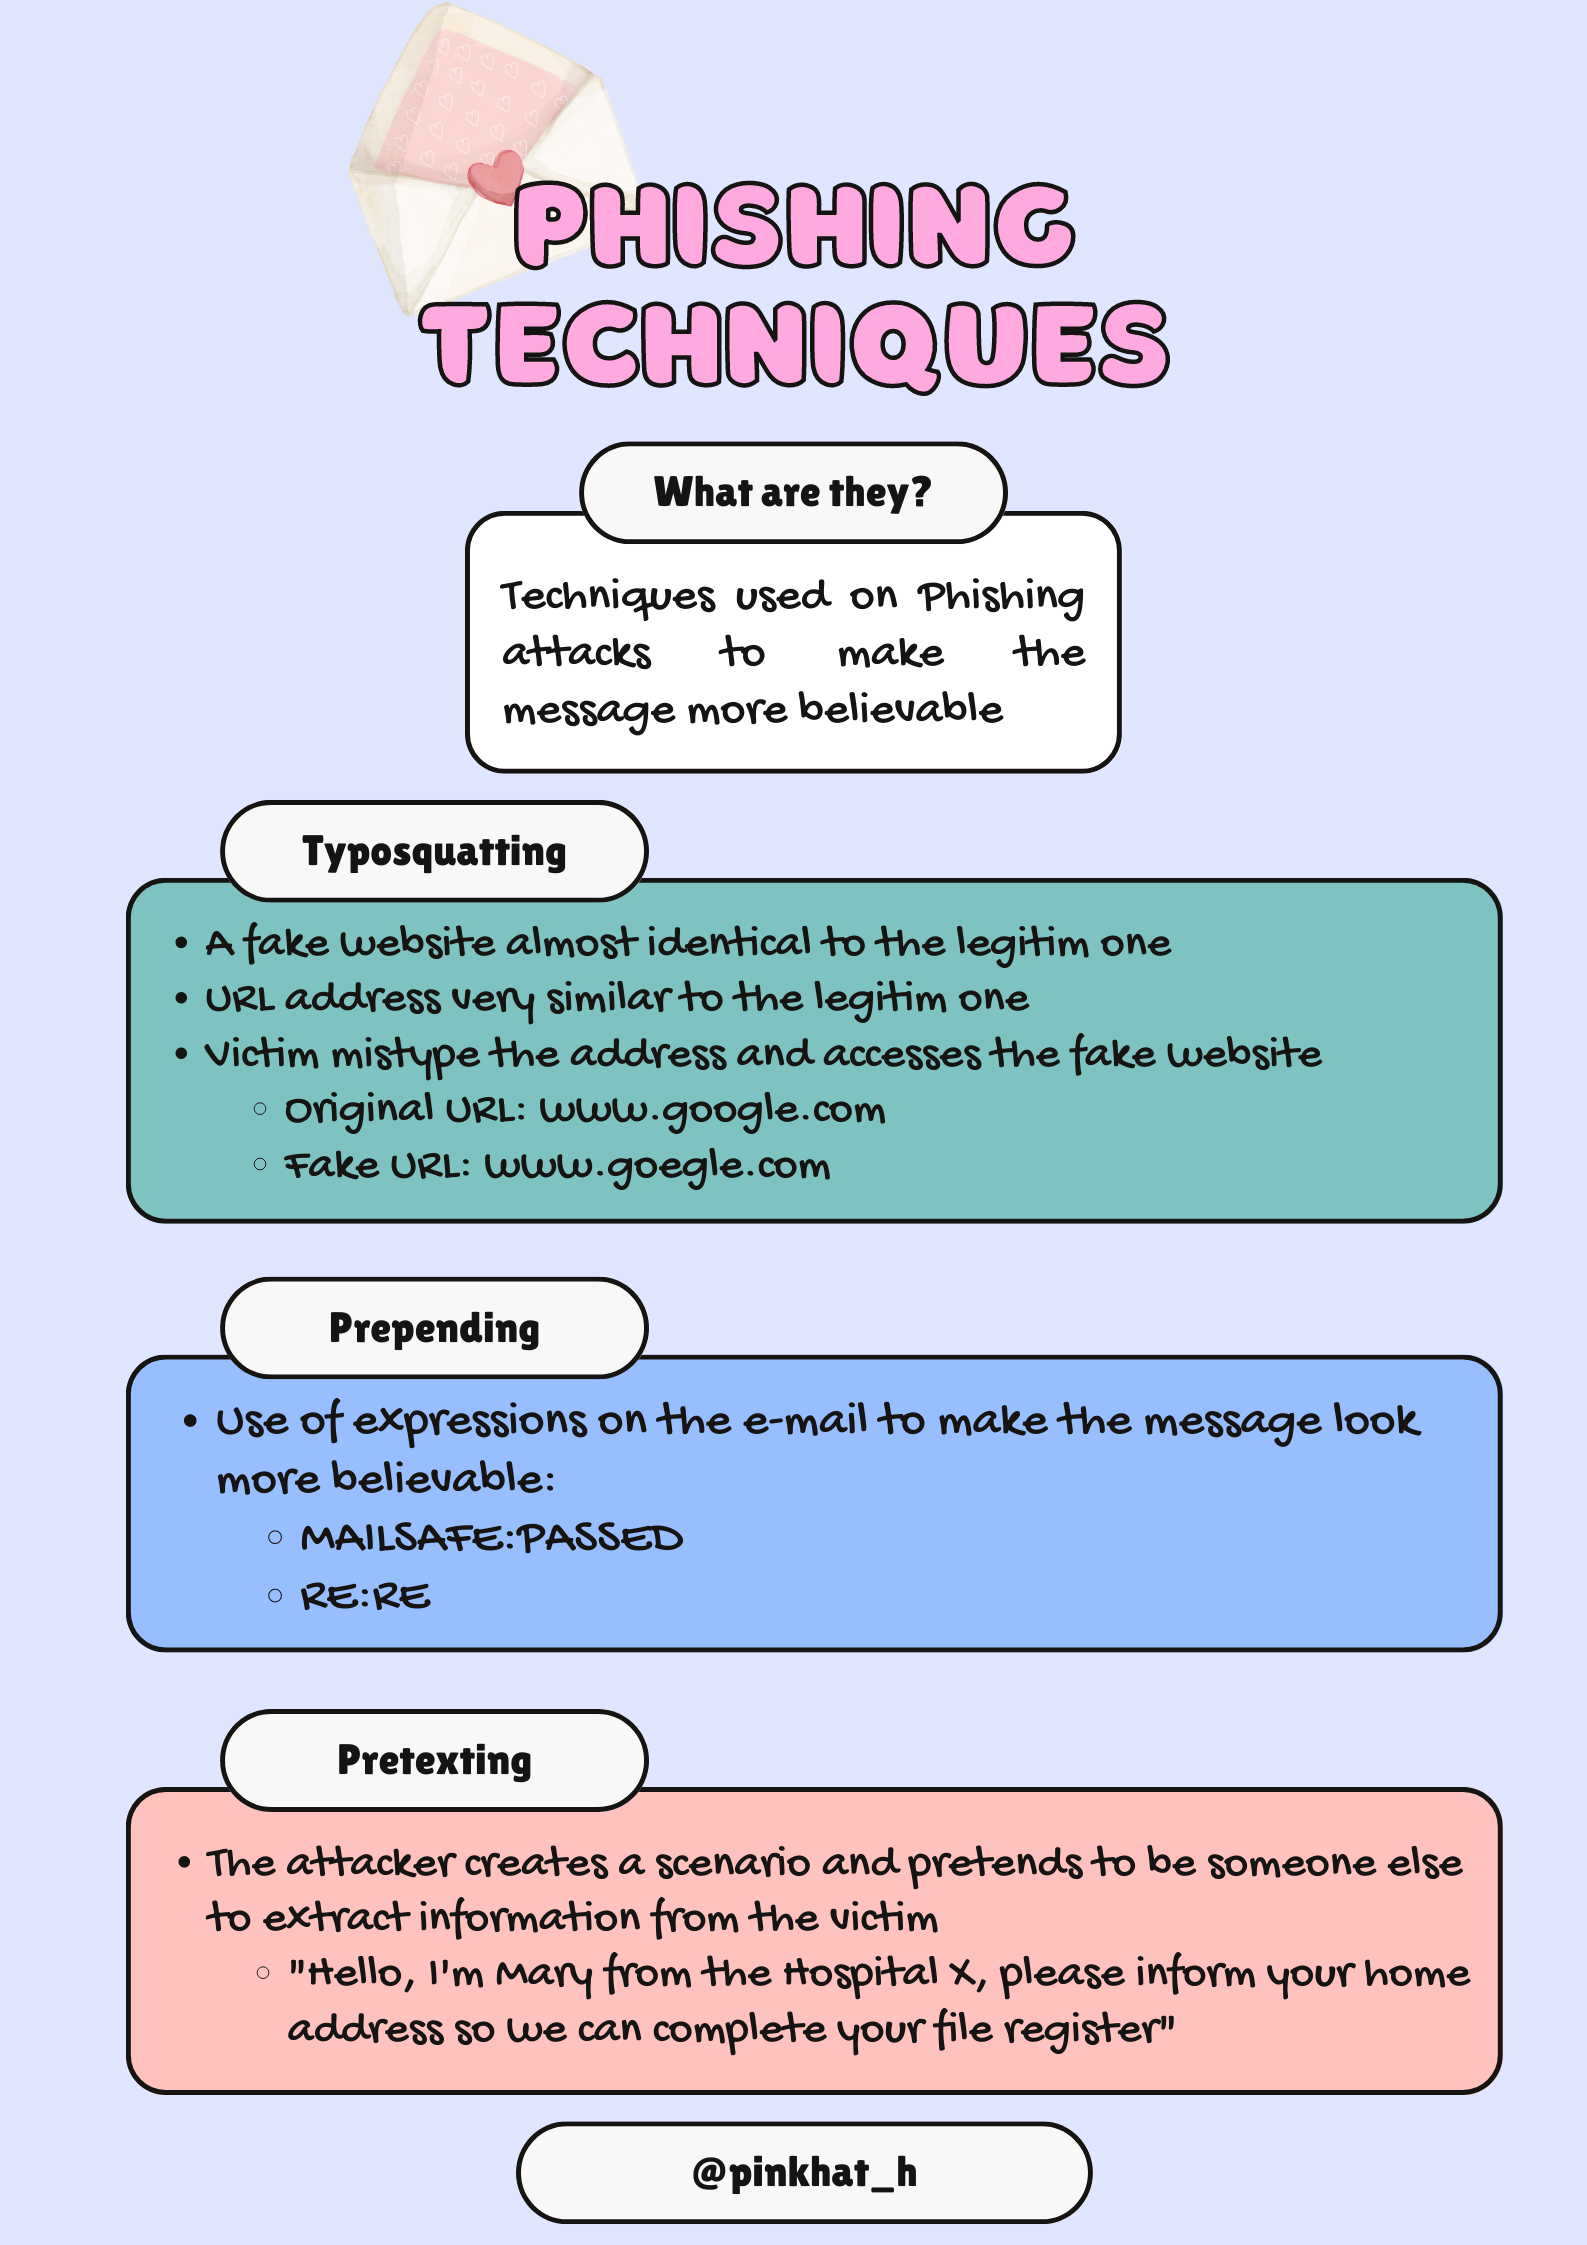 PHISHING
TECHNIQUES
What are they?
Techniques used on Phishing
attacks to make the
message more believable
Typosquatting
• A fake website almost identical to the legitim one
• URL address very similar to the legitim one
• Victim mistype the address and accesses the fake website
○ Original URL: www.google.com
○ Fake URL: www.goegle.com
Prepending
• Use of expressions on the e-mail to make the message look
more believable:
○ MAILSAFE:PASSED
○ RE:RE
Pretexting
• The attacker creates a scenario and pretends to be someone else
to extract information from the victim
○ "Hello, I'm Mary from the Hospital X, please inform your home
address so we can complete your file register"
@pinkhat_h